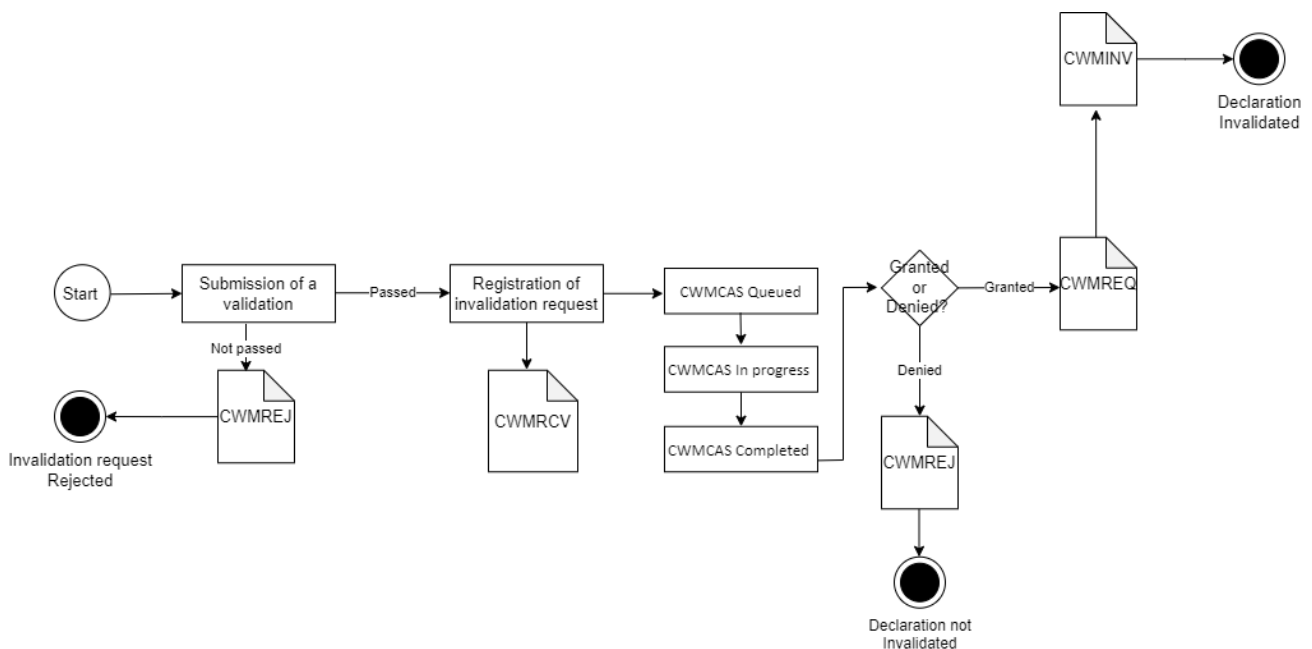 CWMINV
Declaration
Invalidated
Start
Submission of a
validation
Passed
Registration of
invalidation request
CWMCAS Queued
Granted
or
Denied?
Granted
CWMREQ
Not passed
CWMREJ
Invalidation request
Rejected
CWMRCV
CWMCAS In progress
CWMCAS Completed
Denied
CWMREJ
Declaration not
Invalidated